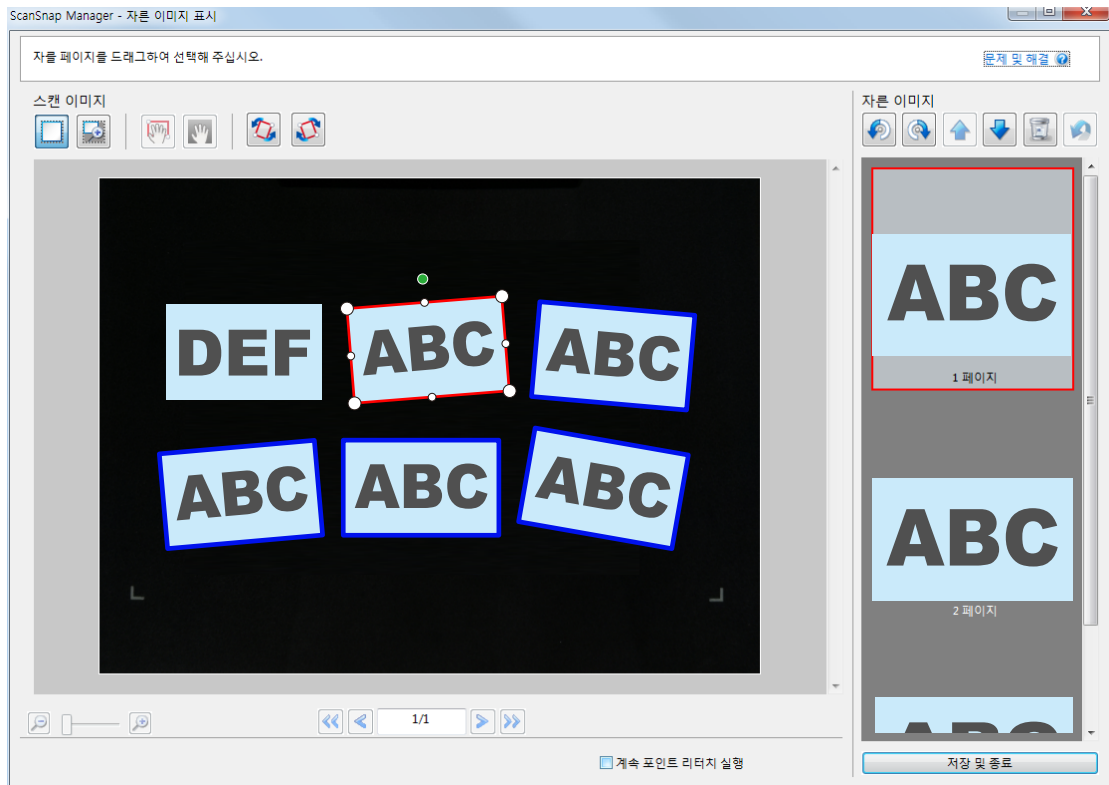 ScanSnap Manager - 자른 이미지 표시
자를 페이지를 드래그하여 선택해 주십시오.
문제 및 해결
스캔 이미지
DEF
ABC
ABC
ABC
ABC
ABC
1/1
계속 포인트 리터치 실행
자른 이미지
ABC
1 페이지
ABC
2 페이지
ABC
저장 및 종료